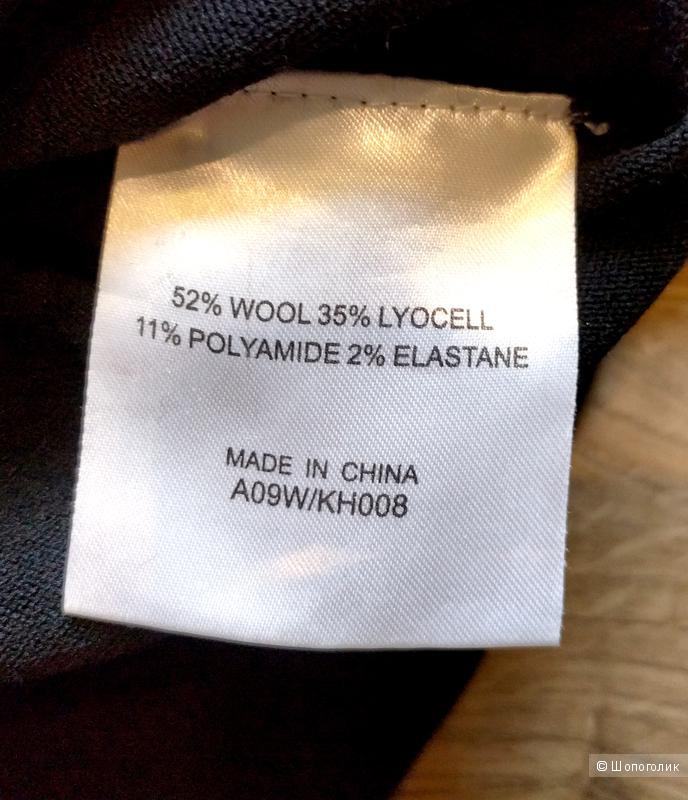 52% WOOL 35% LYOCELL
11% POLYAMIDE 2% ELASTANE
MADE IN CHINA
A09W/KH008
© Шопоголик